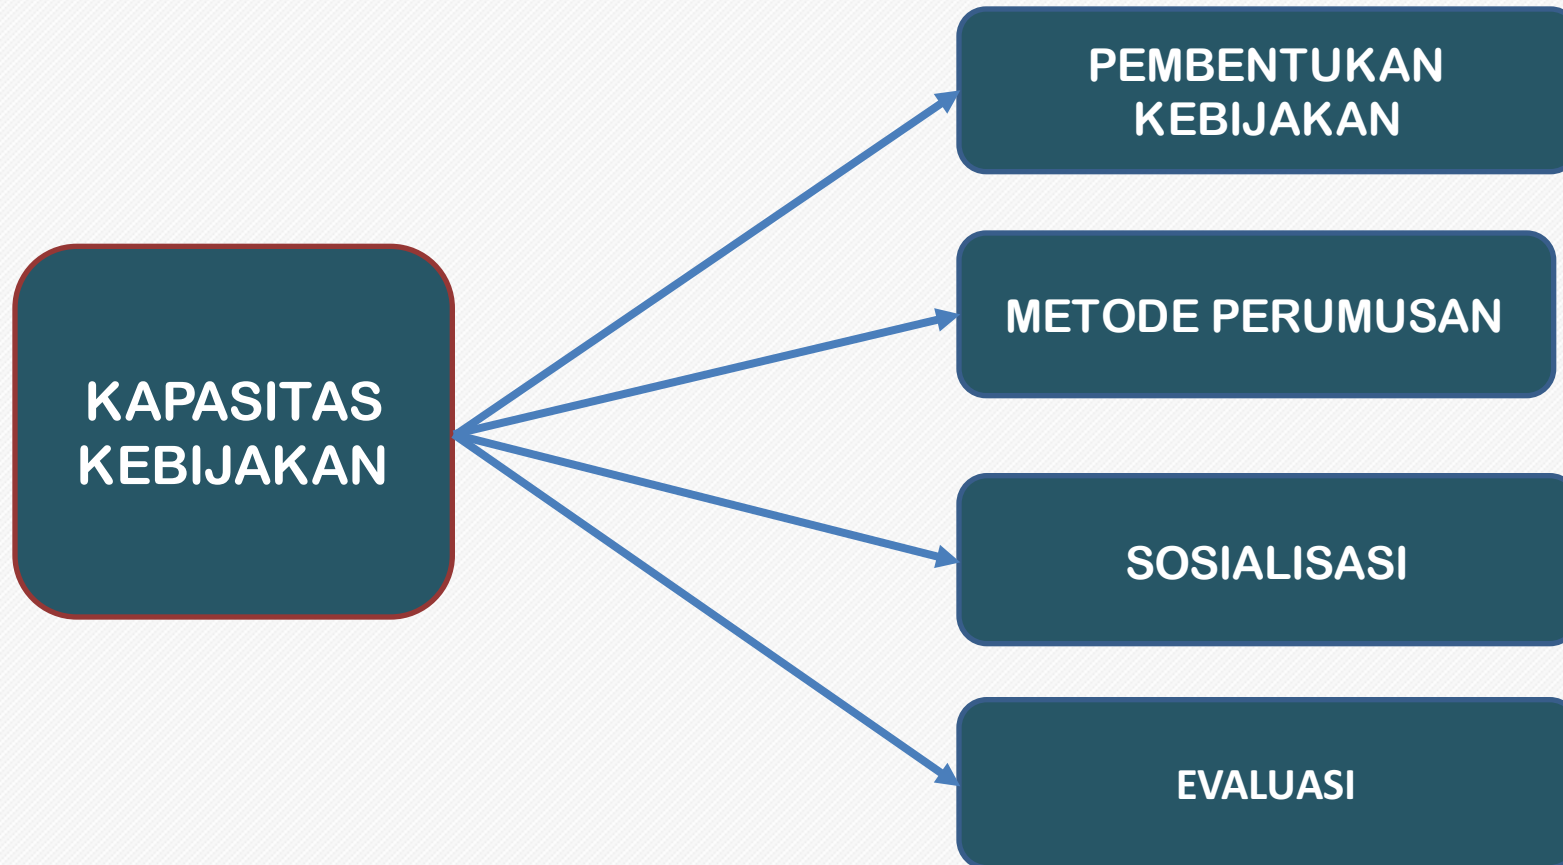 KAPASITAS
KEBIJAKAN
PEMBENTUKAN
KEBIJAKAN
METODE PERUMUSAN
SOSIALISASI
EVALUASI